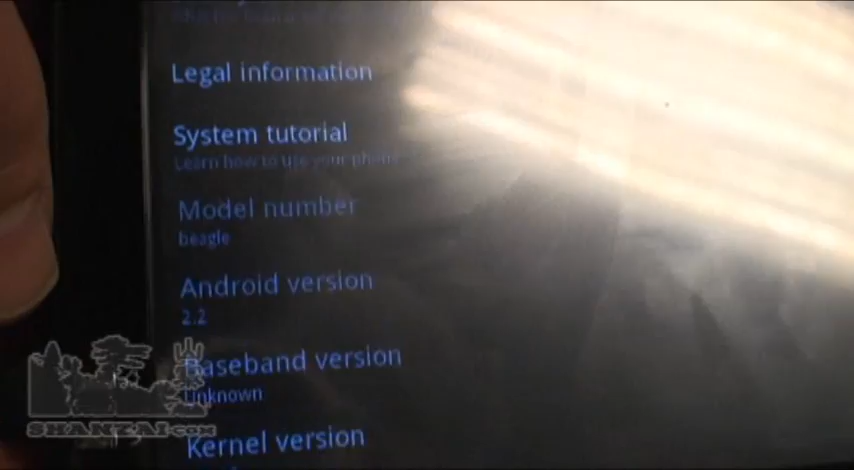 Legal information
System tutorial
Learn how to use your phone
Model number
beagle
Android version
2.2
Baseband version
Unknown
Kernel version
SHANZAI.COM